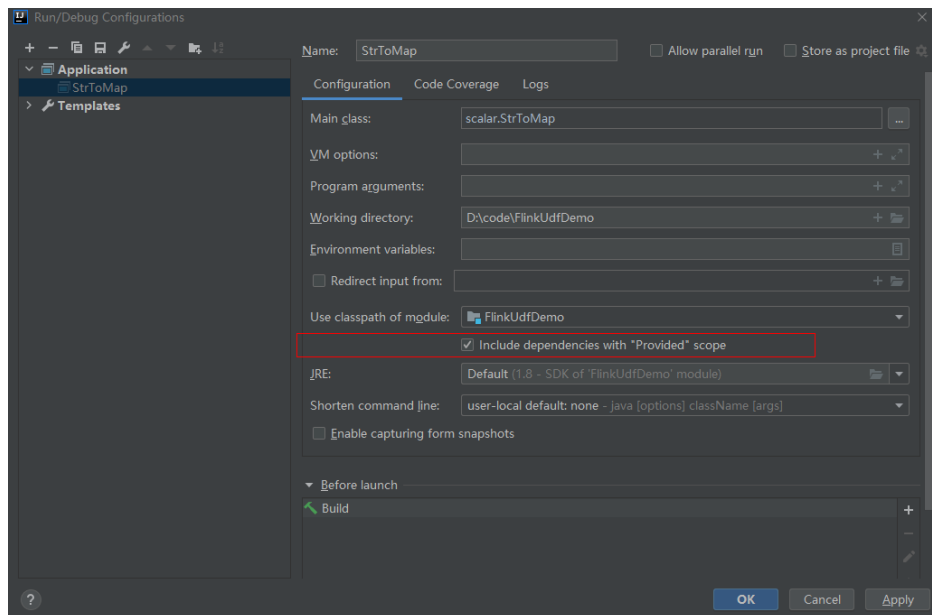 Run/Debug Configurations
Application
StrToMap
Templates
Name: StrToMap Allow parallel run Store as project file
Configuration Code Coverage Logs
Main class: scalar.StrToMap ...
VM options:
Program arguments:
Working directory: D:\code\FlinkUdfDemo
Environment variables:
Redirect input from:
Use classpath of module: FlinkUdfDemo
Include dependencies with "Provided" scope
JRE: Default (1.8 - SDK of 'FlinkUdfDemo' module)
Shorten command line: user-local default: none - java [options] className [args]
Enable capturing form snapshots
Before launch
Build
? OK Cancel Apply